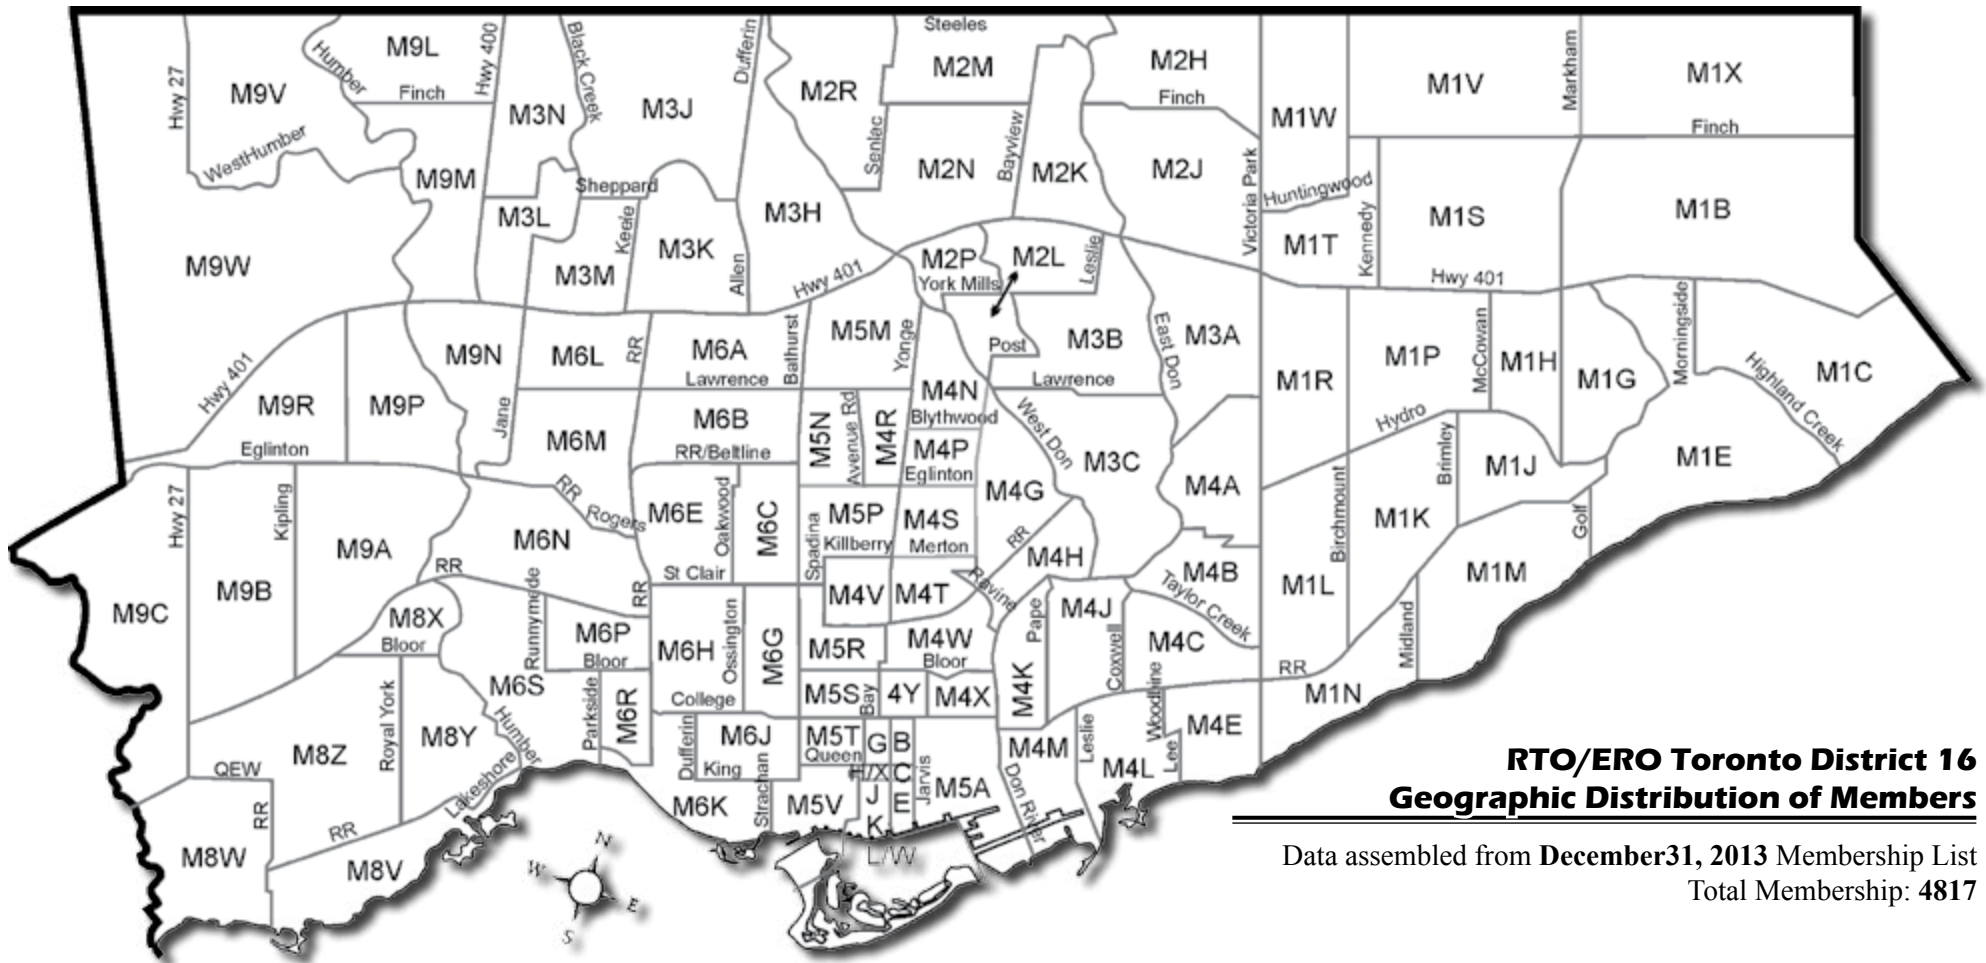 Steeles
M9L
M2M
M2H
M1V
M1X
Humber
Hwy 400
Black Creek
Dufferin
Markham
Hwy 27
M9V
Finch
M3N
M3J
M2R
Finch
M1W
Finch
WestHumber
Senlac
Bayview
M9M
M2N
M2K
M2J
Victoria Park
Huntingwood
Sheppard
M3L
Keele
M3H
M1S
M1B
M9W
M3M
M3K
Allen
M2P
M2L
Leslie
M1T
Kennedy
York Mills
Hwy 401
Hwy 401
Morningside
Hwy 401
M9R
M9P
M9N
M6L
RR
M6A
Bathurst
M5M
Yonge
Post
M3B
East Don
M3A
M1R
M1P
McCowan
M1H
M1G
Highland Creek
M1C
Lawrence
Lawrence
M4N
Blythwood
Jane
M6M
M6B
RR/Beltline
M5N
Avenue Rd
M4R
M4P
Eglinton
West Don
M3C
Hydro
Brimley
M1J
M1E
Eglinton
Hwy 27
Kipling
M9A
RR
Rogers
M6E
Oakwood
M6C
M5P
Killberry
Spadina
M4S
Merton
M4G
RR
M4A
Birchmount
M1K
Golf
M6N
M9C
M9B
RR
Runnymede
RR
St Clair
M4V
M4T
Ravine
M4H
M4B
Taylor Creek
M1L
M1M
M8X
Bloor
M6P
Bloor
M6H
Ossington
M6G
M5R
M4W
Bloor
Pape
M4J
Coxwell
M4C
Midland
RR
M6S
Royal York
Parkside
M6R
College
M5S
Bay
4Y
M4X
M4K
Woodbine
M1N
M8Z
M8Y
Humber
Dufferin
M6J
King
M5T
Queen
G
B
Jarvis
M4M
Leslie
M4E
Lee
QEW
RR
Lakeshore
M6K
Strachan
M5V
H/X
C
J
E
K
M5A
Don River
M4L
M8W
RR
M8V
L/W
N
W
E
S
RTO/ERO Toronto District 16
Geographic Distribution of Members
Data assembled from December31, 2013 Membership List
Total Membership: 4817